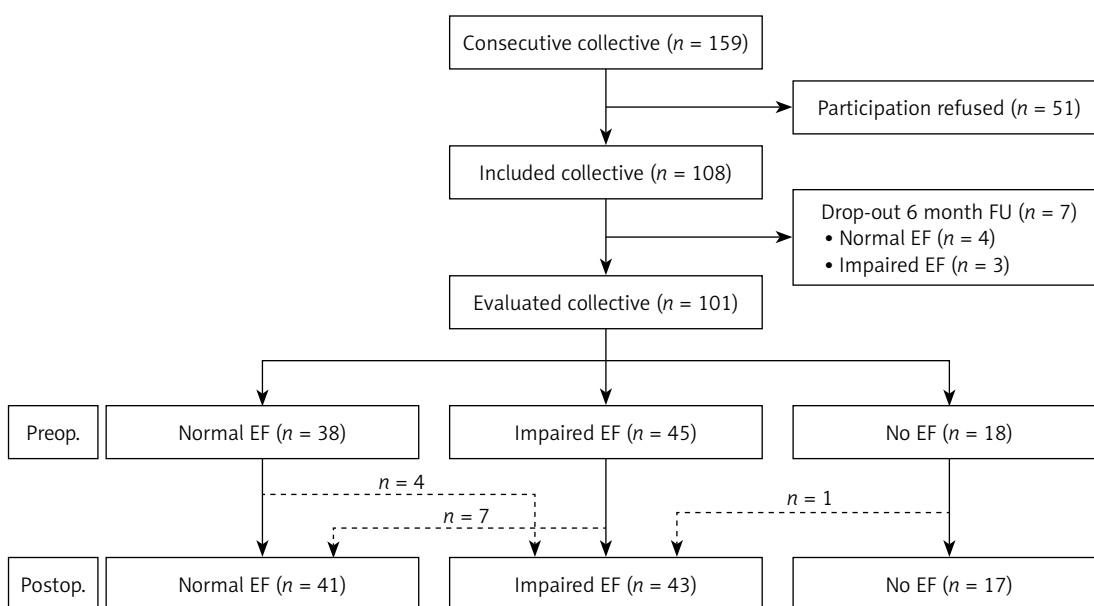 Consecutive collective (n = 159)
Participation refused (n = 51)
Included collective (n = 108)
Drop-out 6 month FU (n = 7)
• Normal EF (n = 4)
• Impaired EF (n = 3)
Evaluated collective (n = 101)
Preop.
Normal EF (n = 38)
Impaired EF (n = 45)
No EF (n = 18)
n = 4
n = 7
n = 1
Postop.
Normal EF (n = 41)
Impaired EF (n = 43)
No EF (n = 17)